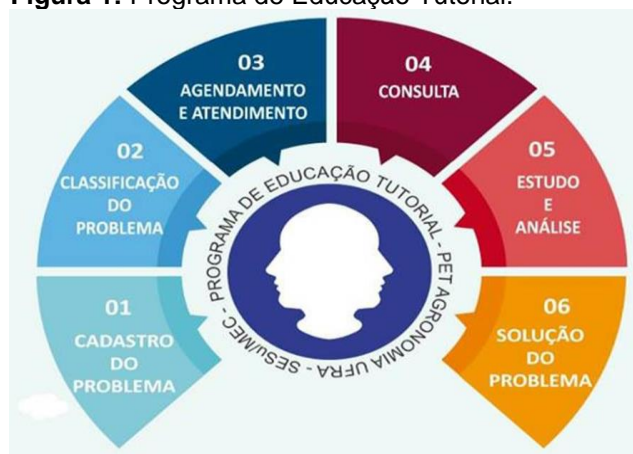 Figura 1. Programa de Educação Tutorial.
01
CADASTRO
DO
PROBLEMA
02
CLASSIFICAÇÃO
DO
PROBLEMA
03
AGENDAMENTO
E ATENDIMENTO
04
CONSULTA
05
ESTUDO
E
ANÁLISE
06
SOLUÇÃO
DO
PROBLEMA
SESu/MEC - PROGRAMA DE EDUCAÇÃO TUTORIAL - PET AGRONOMIA UFRA -